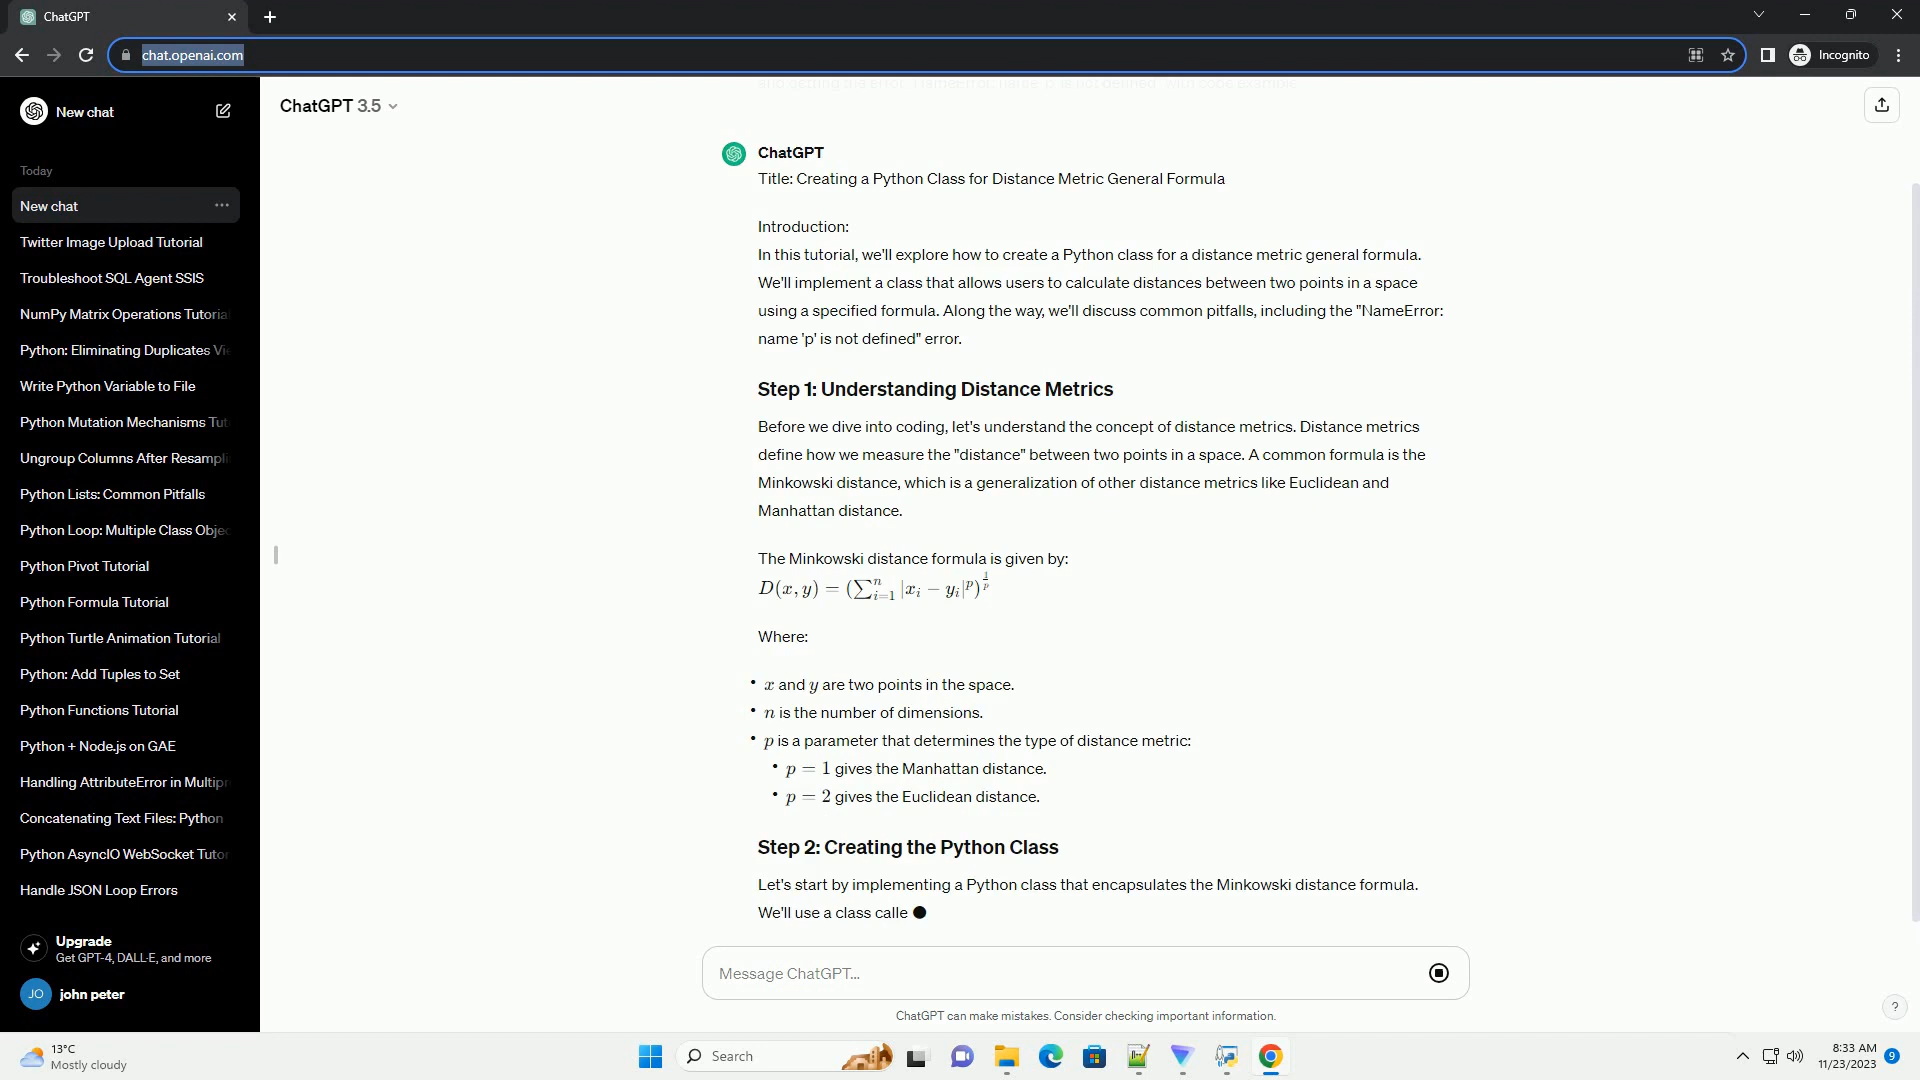 ChatGPT
chat.openai.com
Incognito
New chat
Today
New chat
Twitter Image Upload Tutorial
Troubleshoot SQL Agent SSIS
NumPy Matrix Operations Tutoria
Python: Eliminating Duplicates Vi
Write Python Variable to File
Python Mutation Mechanisms Tut
Ungroup Columns After Resampli
Python Lists: Common Pitfalls
Python Loop: Multiple Class Obje
Python Pivot Tutorial
Python Formula Tutorial
Python Turtle Animation Tutorial
Python: Add Tuples to Set
Python Functions Tutorial
Python + Node.js on GAE
Handling AttributeError in Multipr
Concatenating Text Files: Python
Python AsyncIO WebSocket Tutor
Handle JSON Loop Errors
Upgrade
Get GPT-4, DALL·E, and more
JO john peter
ChatGPT 3.5
ChatGPT
Title: Creating a Python Class for Distance Metric General Formula
Introduction:
In this tutorial, we'll explore how to create a Python class for a distance metric general formula.
We'll implement a class that allows users to calculate distances between two points in a space
using a specified formula. Along the way, we'll discuss common pitfalls, including the "NameError:
name 'p' is not defined" error.
Step 1: Understanding Distance Metrics
Before we dive into coding, let's understand the concept of distance metrics. Distance metrics
define how we measure the "distance" between two points in a space. A common formula is the
Minkowski distance, which is a generalization of other distance metrics like Euclidean and
Manhattan distance.
The Minkowski distance formula is given by:
D(x, y) = (∑ⁿᵢ₌₁ |xᵢ − yᵢ|ᵖ)^(1/p)
Where:
• x and y are two points in the space.
• n is the number of dimensions.
• p is a parameter that determines the type of distance metric:
• p = 1 gives the Manhattan distance.
• p = 2 gives the Euclidean distance.
Step 2: Creating the Python Class
Let's start by implementing a Python class that encapsulates the Minkowski distance formula.
We'll use a class calle
Message ChatGPT...
ChatGPT can make mistakes. Consider checking important information.
?
13°C
Mostly cloudy
Search
8:33 AM
11/23/2023
9